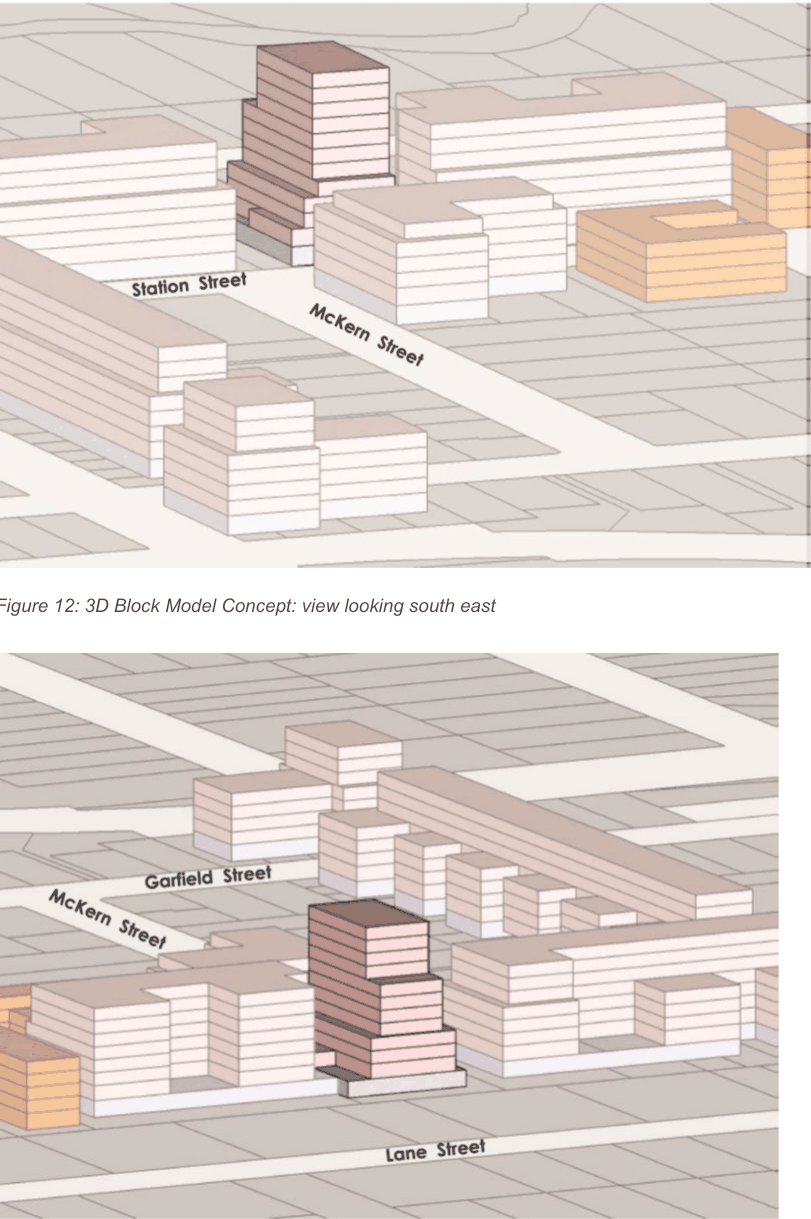 Station Street
McKern Street
Figure 12: 3D Block Model Concept: view looking south east
Garfield Street
McKern Street
Lane Street